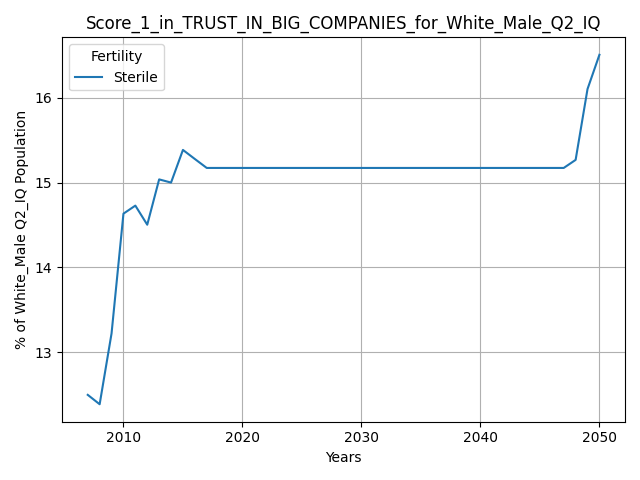 Score_1_in_TRUST_IN_BIG_COMPANIES_for_White_Male_Q2_IQ
Fertility
Sterile
% of White_Male Q2_IQ Population
16
15
14
13
2010 2020 2030 2040 2050
Years